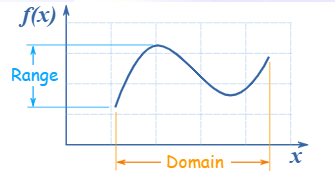 f(x)
Range
Domain
x